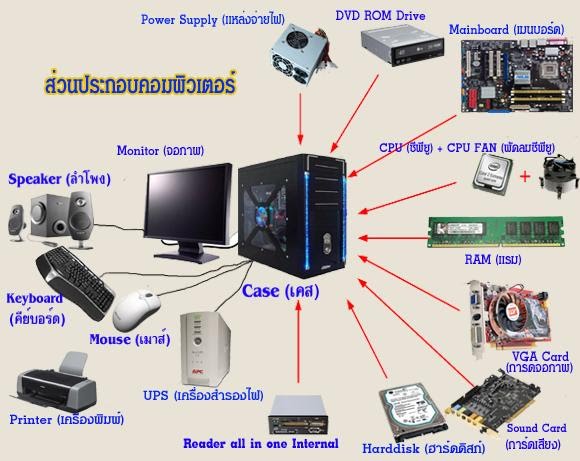 Power Supply (แหล่งจ่ายไฟ)
DVD ROM Drive
Mainboard (เมนบอร์ด)
ส่วนประกอบคอมพิวเตอร์
CPU (ซีพียู) + CPU FAN (พัดลมซีพียู)
Monitor (จอภาพ)
Speaker (ลำโพง)
+
RAM (แรม)
Case (เคส)
Keyboard
(คีย์บอร์ด)
Mouse (เมาส์)
VGA Card
(การ์ดจอภาพ)
APC
UPS (เครื่องสำรองไฟ)
Printer (เครื่องพิมพ์)
Reader all in one Internal
Harddisk (ฮาร์ดดิสก์)
Sound Card
(การ์ดเสียง)